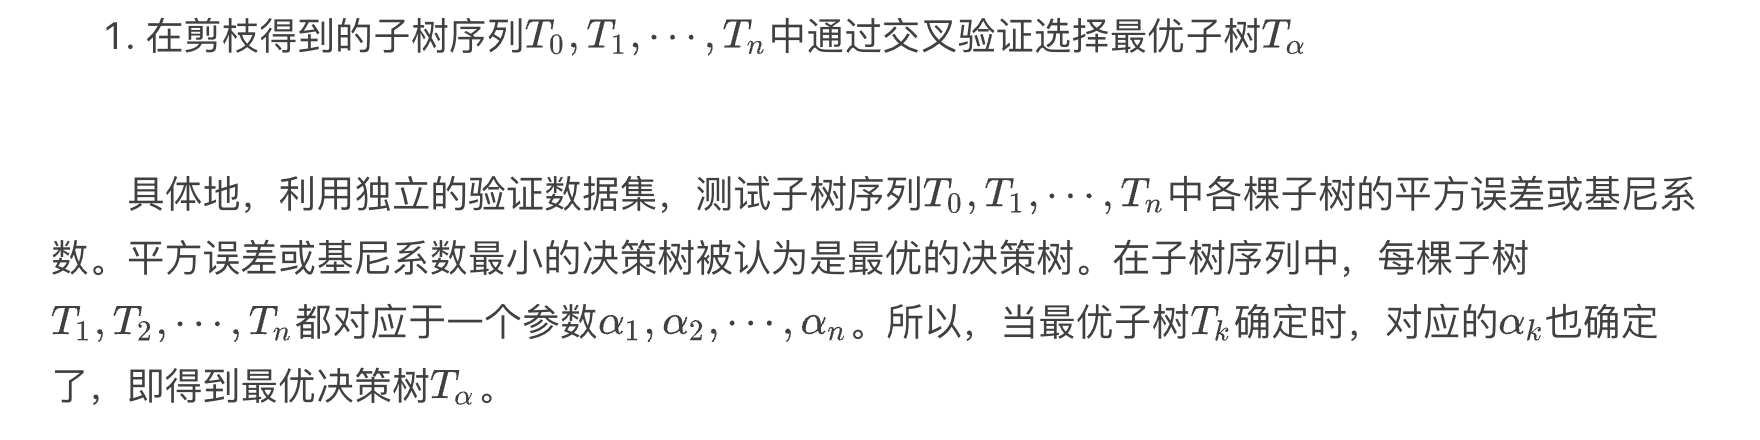 1. 在剪枝得到的子树序列$T_0, T_1, \cdots, T_n$中通过交叉验证选择最优子树$T_\alpha$
具体地，利用独立的验证数据集，测试子树序列$T_0, T_1, \cdots, T_n$中各棵子树的平方误差或基尼系
数。平方误差或基尼系数最小的决策树被认为是最优的决策树。在子树序列中，每棵子树
$T_1, T_2, \cdots, T_n$都对应于一个参数$\alpha_1, \alpha_2, \cdots, \alpha_n$。所以，当最优子树$T_k$确定时，对应的$\alpha_k$也确定
了，即得到最优决策树$T_\alpha$。